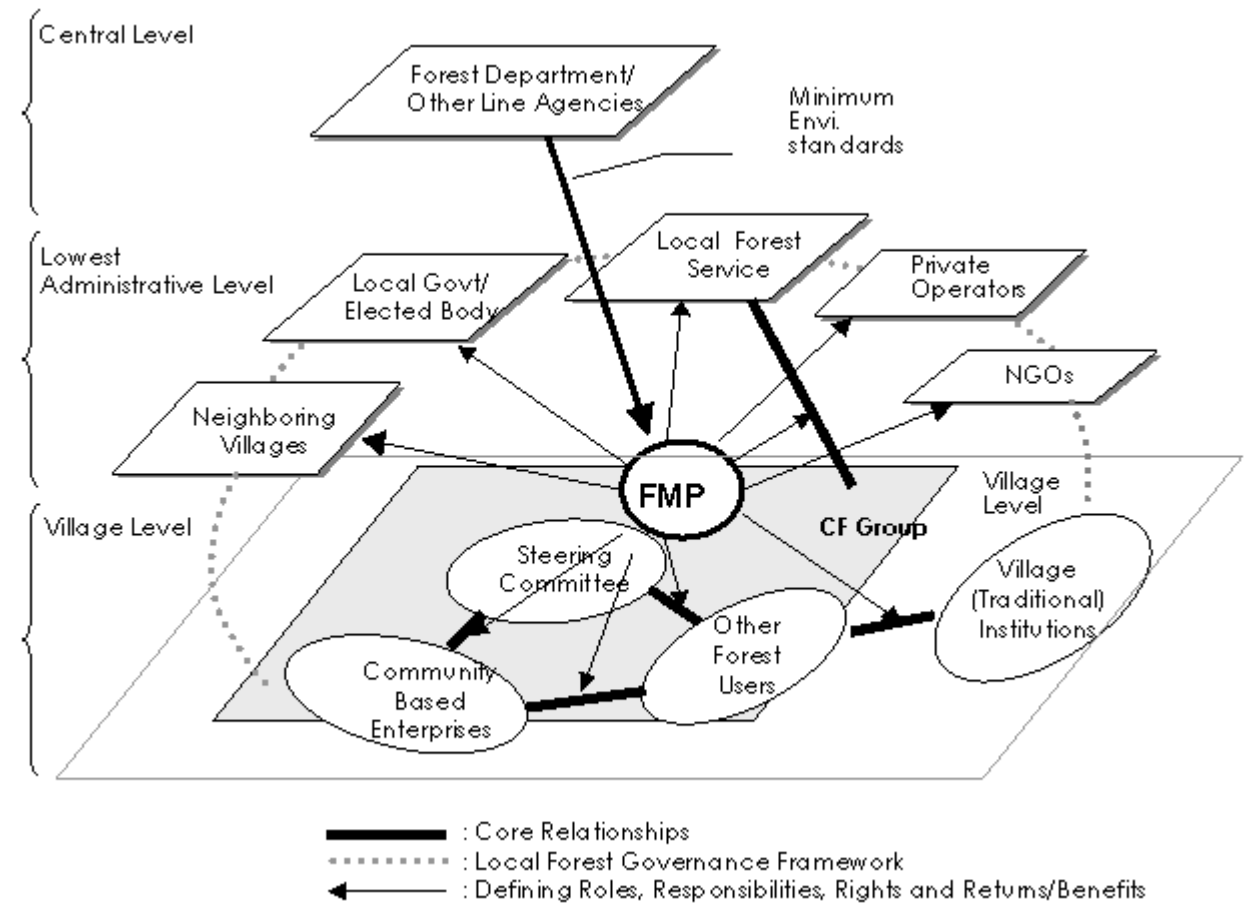 Central Level
Forest Department/
Other Line Agencies
Minimum
Envi.
standards
Lowest
Administrative Level
Local Govt/
Elected Body
Local Forest
Service
Private
Operators
NGOs
Neighboring
Villages
Village Level
FMP
Village
Level
CF Group
Steering
Committee
Village
(Traditional)
Institutions
Other
Forest
Users
Community
Based
Enterprises
: Core Relationships
: Local Forest Governance Framework
: Defining Roles, Responsibilities, Rights and Returns/Benefits